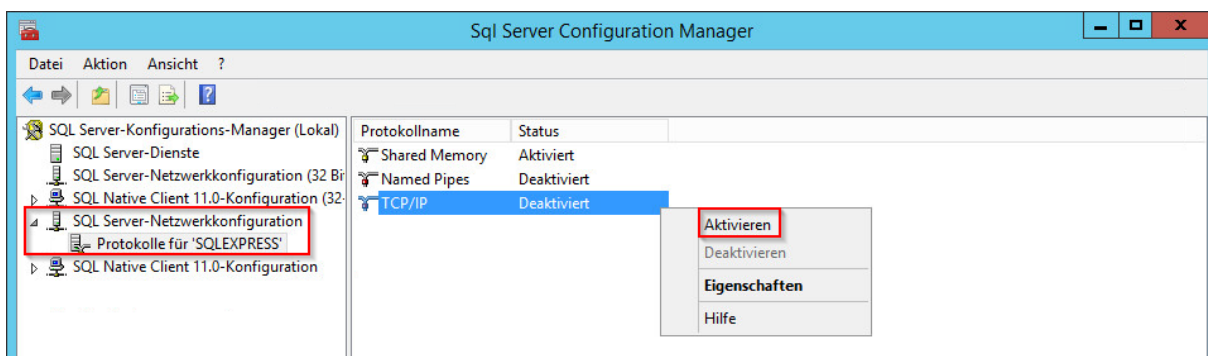 Sql Server Configuration Manager
Datei Aktion Ansicht ?
SQL Server-Konfigurations-Manager (Lokal)
SQL Server-Dienste
SQL Server-Netzwerkkonfiguration (32 Bi
SQL Native Client 11.0-Konfiguration (32-
SQL Server-Netzwerkkonfiguration
Protokolle für 'SQLEXPRESS'
SQL Native Client 11.0-Konfiguration
Protokollname Status
Shared Memory Aktiviert
Named Pipes Deaktiviert
TCP/IP Deaktiviert
Aktivieren
Deaktivieren
Eigenschaften
Hilfe